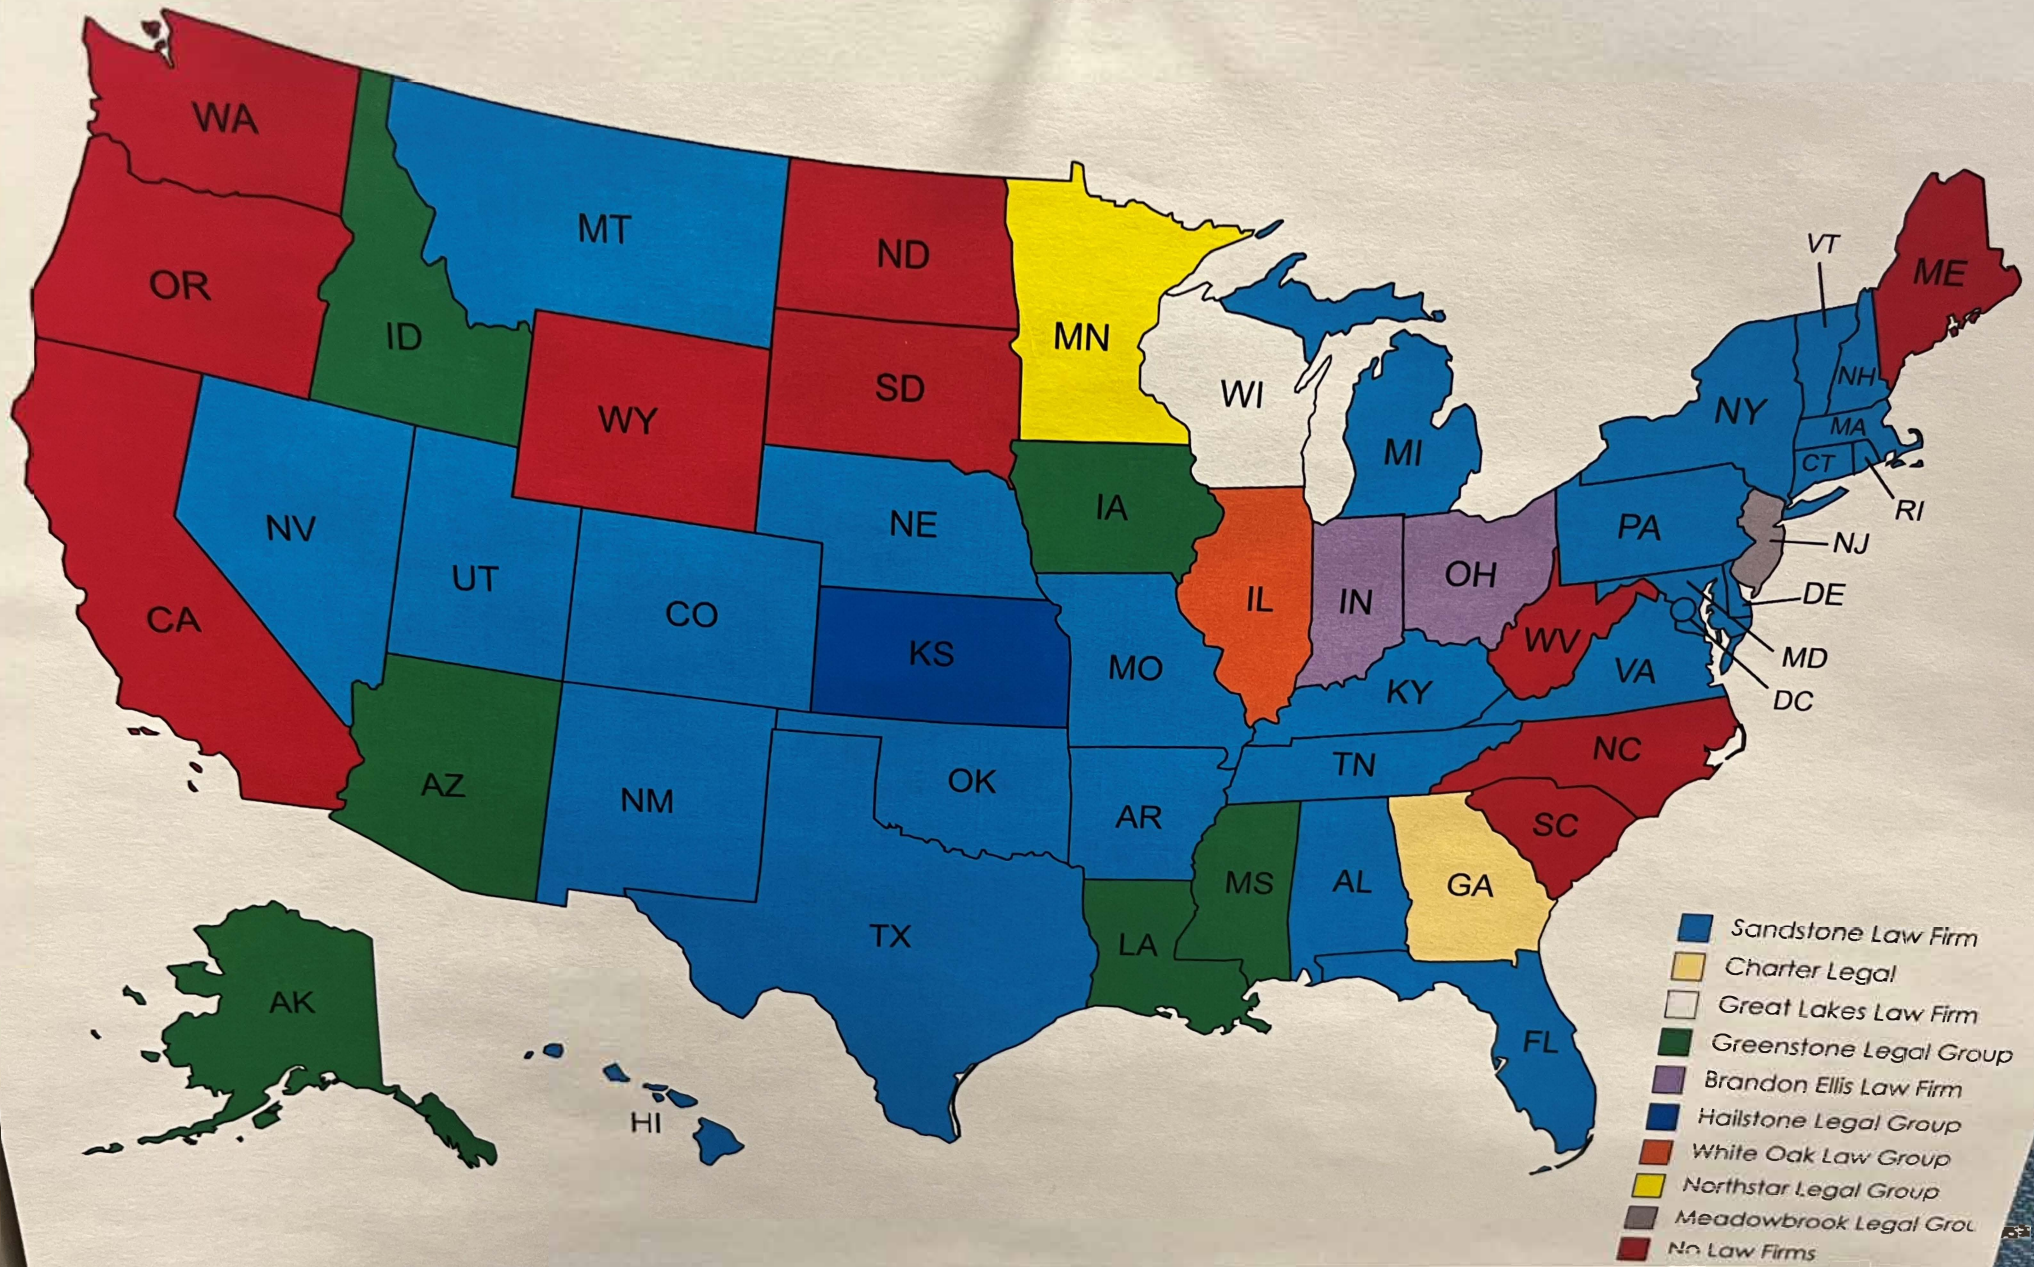 WA
MT
ND
MN
OR
ID
SD
WY
WI
MI
VT
ME
NH
NY
MA
CT
RI
NV
UT
CO
NE
IA
IL
IN
OH
PA
NJ
DE
CA
KS
MO
KY
WV
VA
MD
DC
AZ
NM
OK
AR
TN
NC
SC
TX
LA
MS
AL
GA
FL
AK
HI
Sandstone Law Firm
Charter Legal
Great Lakes Law Firm
Greenstone Legal Group
Brandon Ellis Law Firm
Hailstone Legal Group
White Oak Law Group
Northstar Legal Group
Meadowbrook Legal Grou
No Law Firms